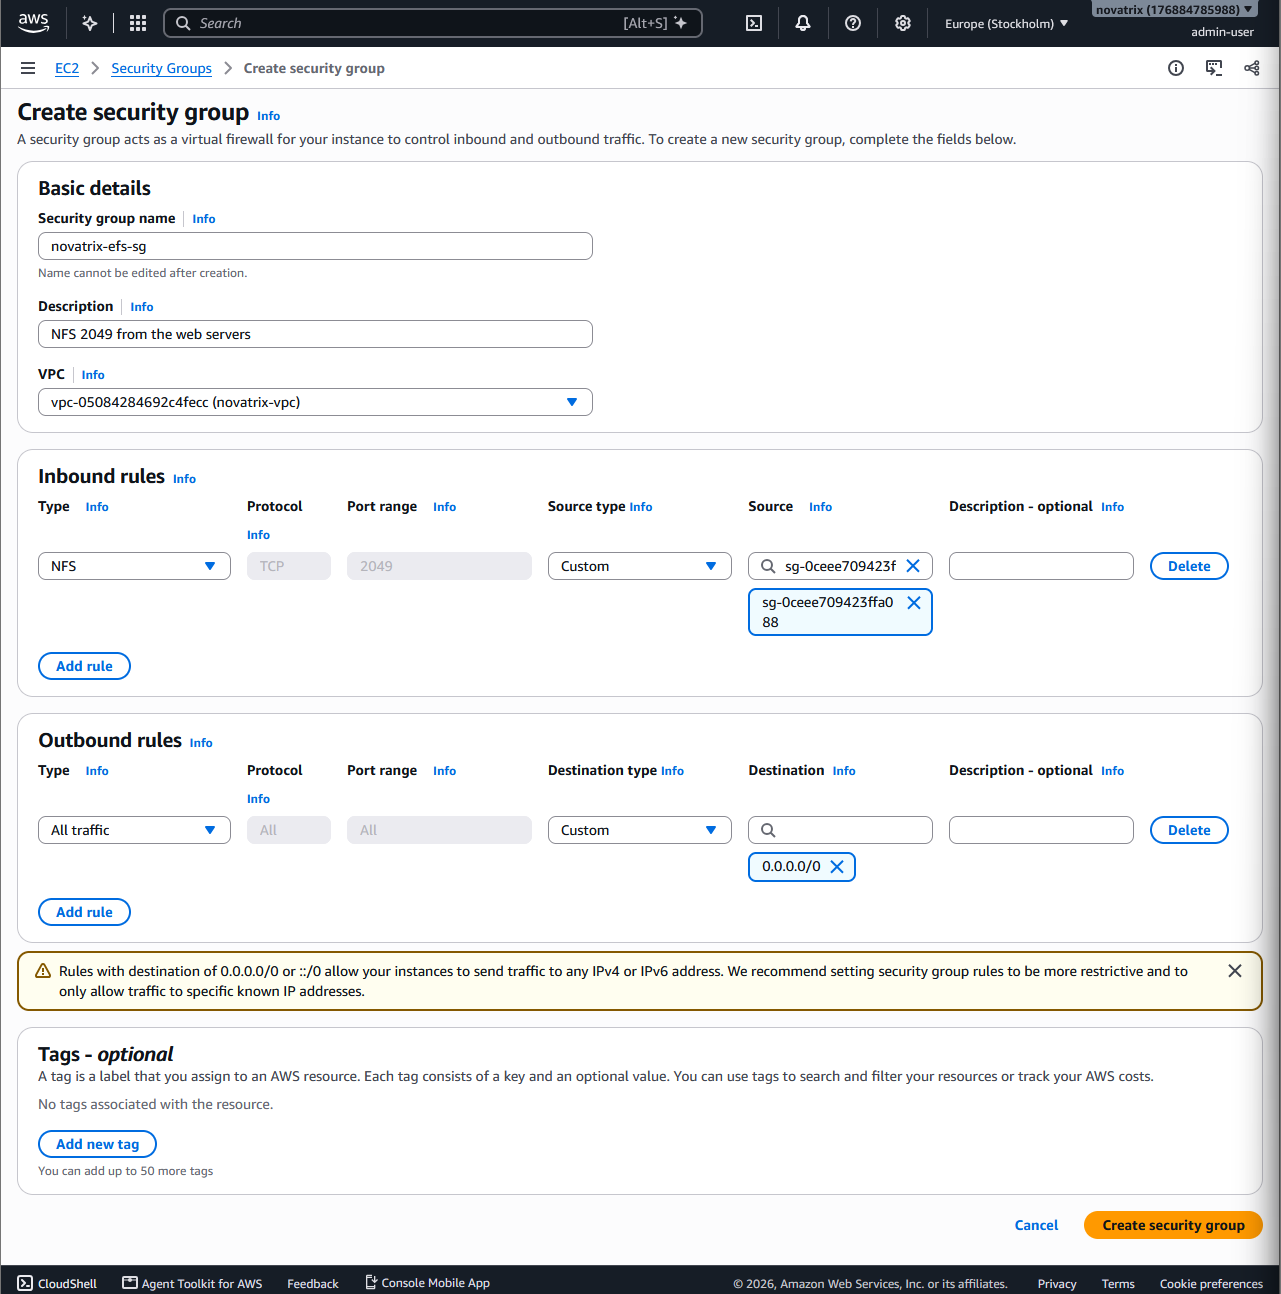 aws
Search
[Alt+S]
Europe (Stockholm)
novatrix (176884785988)
admin-user
EC2
Security Groups
Create security group
Create security group Info
A security group acts as a virtual firewall for your instance to control inbound and outbound traffic. To create a new security group, complete the fields below.
Basic details
Security group name Info
novatrix-efs-sg
Name cannot be edited after creation.
Description Info
NFS 2049 from the web servers
VPC Info
vpc-05084284692c4fecc (novatrix-vpc)
Inbound rules Info
Type Info Protocol Info Port range Info Source type Info Source Info Description - optional Info
NFS TCP 2049 Custom sg-0ceee709423f Delete
sg-0ceee709423ffa0
88
Add rule
Outbound rules Info
Type Info Protocol Info Port range Info Destination type Info Destination Info Description - optional Info
All traffic All All Custom Delete
0.0.0.0/0
Add rule
Rules with destination of 0.0.0.0/0 or ::/0 allow your instances to send traffic to any IPv4 or IPv6 address. We recommend setting security group rules to be more restrictive and to
only allow traffic to specific known IP addresses.
Tags - optional
A tag is a label that you assign to an AWS resource. Each tag consists of a key and an optional value. You can use tags to search and filter your resources or track your AWS costs.
No tags associated with the resource.
Add new tag
You can add up to 50 more tags
Cancel Create security group
CloudShell Agent Toolkit for AWS Feedback Console Mobile App © 2026, Amazon Web Services, Inc. or its affiliates. Privacy Terms Cookie preferences